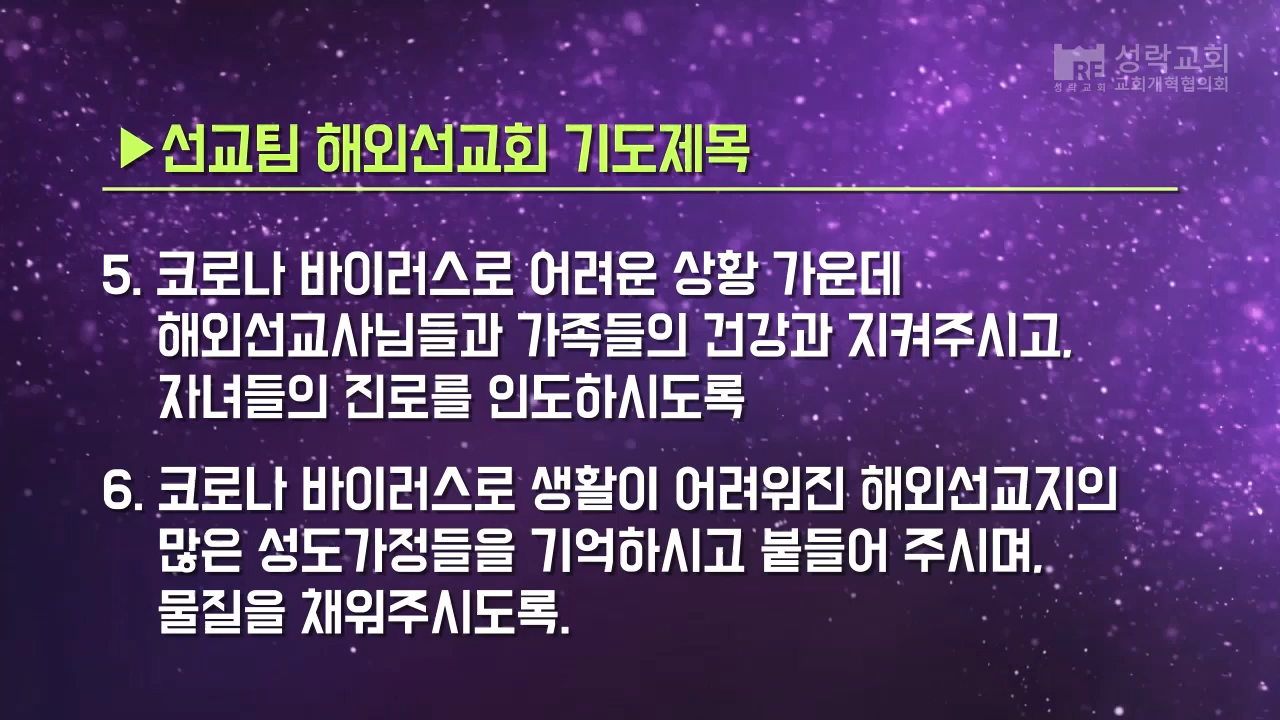 RE
성락교회
성락교회
교회개혁협의회
▶선교팀 해외선교회 기도제목
5. 코로나 바이러스로 어려운 상황 가운데
해외선교사님들과 가족들의 건강과 지켜주시고,
자녀들의 진로를 인도하시도록
6. 코로나 바이러스로 생활이 어려워진 해외선교지의
많은 성도가정들을 기억하시고 붙들어 주시며,
물질을 채워주시도록.